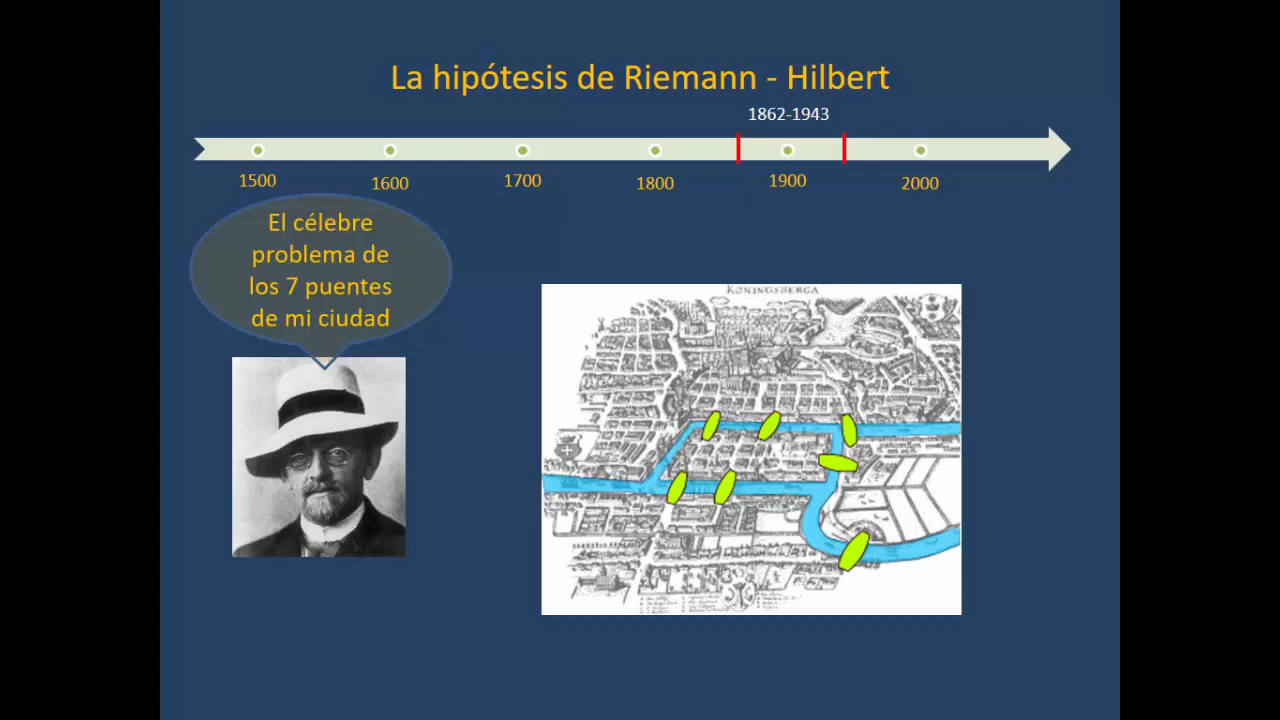 La hipótesis de Riemann - Hilbert
1862-1943
1500
1600
1700
1800
1900
2000
El célebre
problema de
los 7 puentes
de mi ciudad
KONINGSBERGA